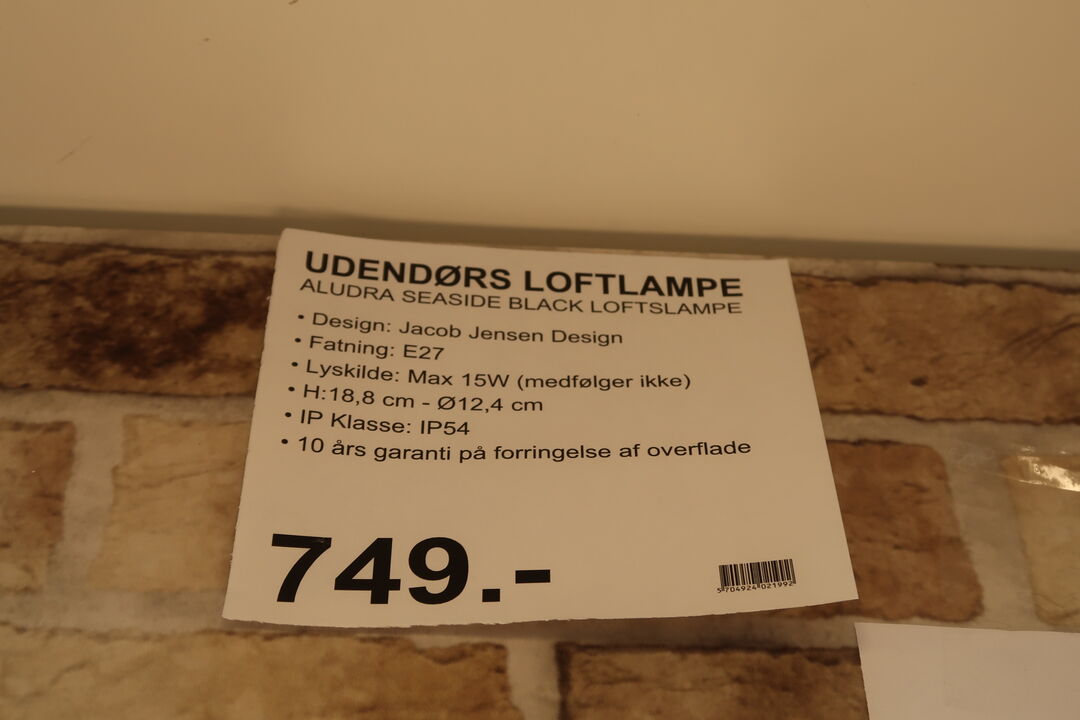 UDENDØRS LOFTLAMPE
ALUDRA SEASIDE BLACK LOFTSLAMPE
• Design: Jacob Jensen Design
• Fatning: E27
• Lyskilde: Max 15W (medfølger ikke)
• H:18,8 cm - Ø12,4 cm
• IP Klasse: IP54
• 10 års garanti på forringelse af overflade
749.-
5704924021992